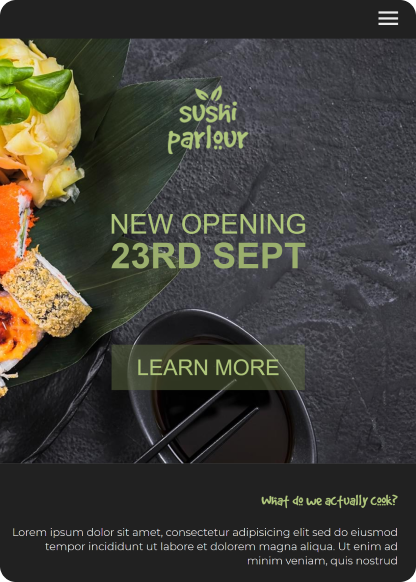 sushi
parlour
NEW OPENING
23RD SEPT
LEARN MORE
What do we actually cook?
Lorem ipsum dolor sit amet, consectetur adipisicing elit sed do eiusmod
tempor incididunt ut labore et dolorem magna aliqua. Ut enim ad
minim veniam, quis nostrud